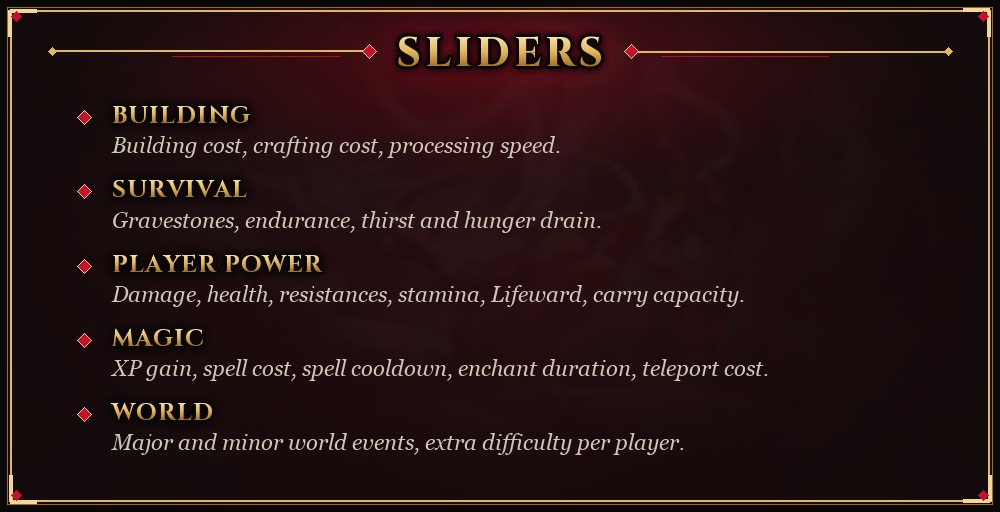 SLIDERS
BUILDING
Building cost, crafting cost, processing speed.
SURVIVAL
Gravestones, endurance, thirst and hunger drain.
PLAYER POWER
Damage, health, resistances, stamina, Lifeward, carry capacity.
MAGIC
XP gain, spell cost, spell cooldown, enchant duration, teleport cost.
WORLD
Major and minor world events, extra difficulty per player.